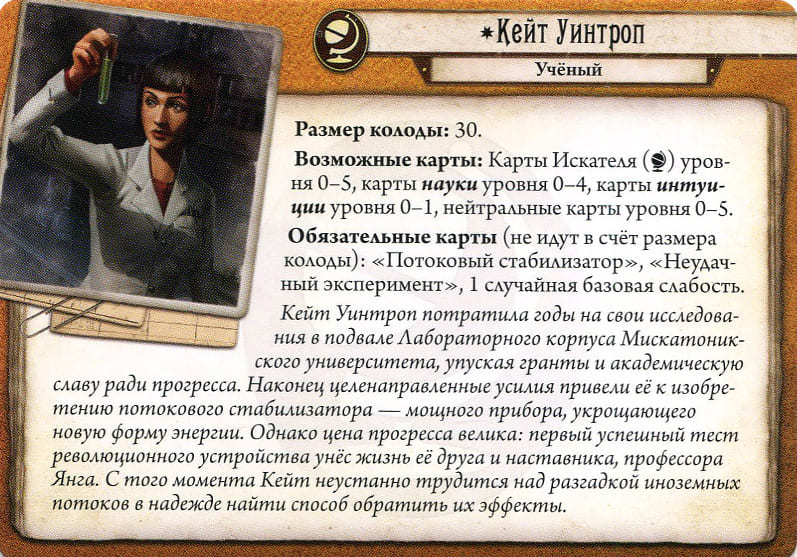 ✷Кейт Уинтроп
Учёный
Размер колоды: 30.
Возможные карты: Карты Искателя () уров-
ня 0–5, карты науки уровня 0–4, карты интуи-
ции уровня 0–1, нейтральные карты уровня 0–5.
Обязательные карты (не идут в счёт размера
колоды): «Потоковый стабилизатор», «Неудач-
ный эксперимент», 1 случайная базовая слабость.
Кейт Уинтроп потратила годы на свои исследова-
ния в подвале Лабораторного корпуса Мискатоник-
ского университета, упуская гранты и академическую
славу ради прогресса. Наконец целенаправленные усилия привели её к изобре-
тению потокового стабилизатора — мощного прибора, укрощающего
новую форму энергии. Однако цена прогресса велика: первый успешный тест
революционного устройства унёс жизнь её друга и наставника, профессора
Янга. С того момента Кейт неустанно трудится над разгадкой иноземных
потоков в надежде найти способ обратить их эффекты.